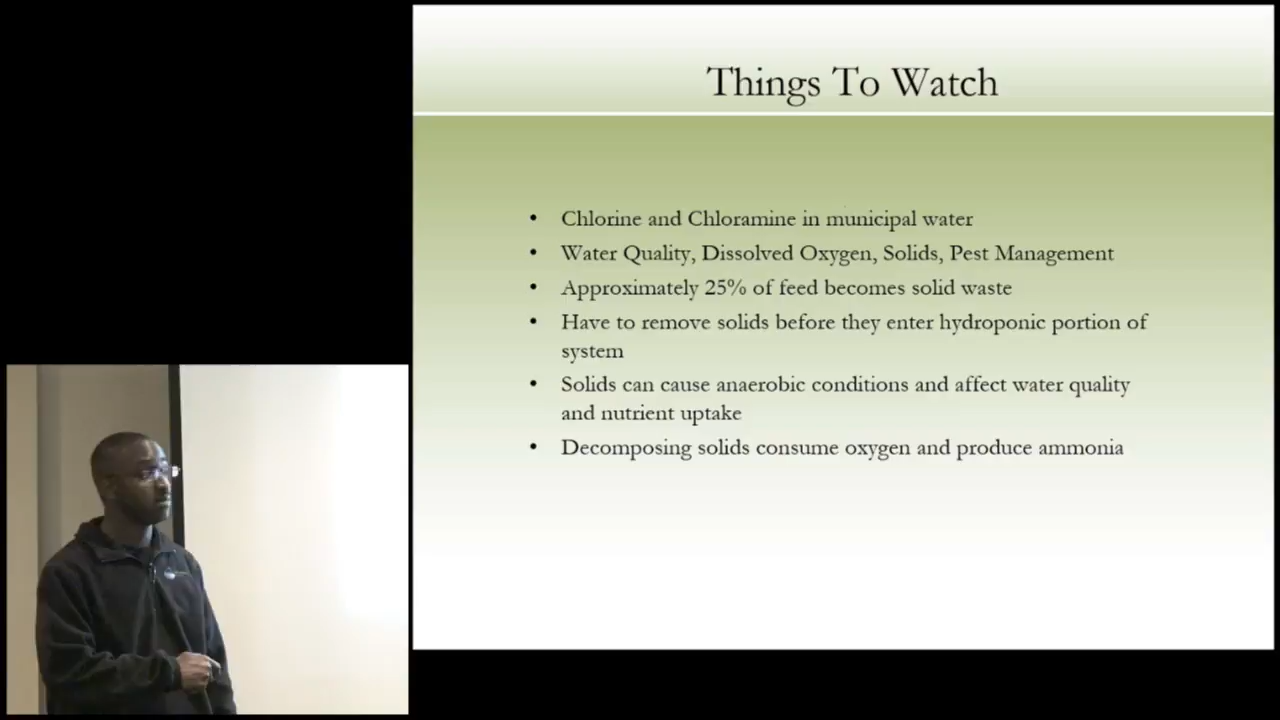 Things To Watch
• Chlorine and Chloramine in municipal water
• Water Quality, Dissolved Oxygen, Solids, Pest Management
• Approximately 25% of feed becomes solid waste
• Have to remove solids before they enter hydroponic portion of
system
• Solids can cause anaerobic conditions and affect water quality
and nutrient uptake
• Decomposing solids consume oxygen and produce ammonia